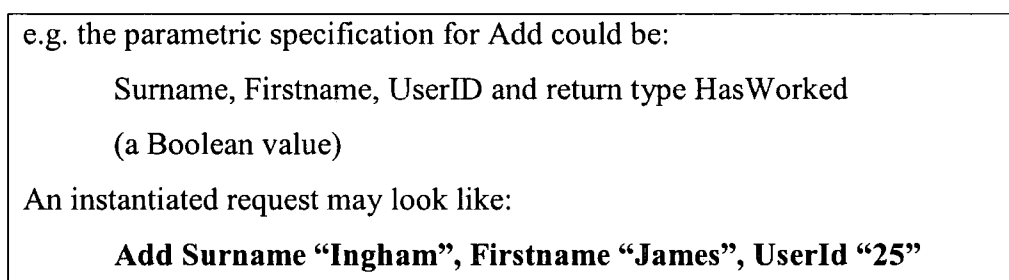 e.g. the parametric specification for Add could be:
Surname, Firstname, UserID and return type HasWorked
(a Boolean value)
An instantiated request may look like:
Add Surname “Ingham”, Firstname “James”, UserId “25”